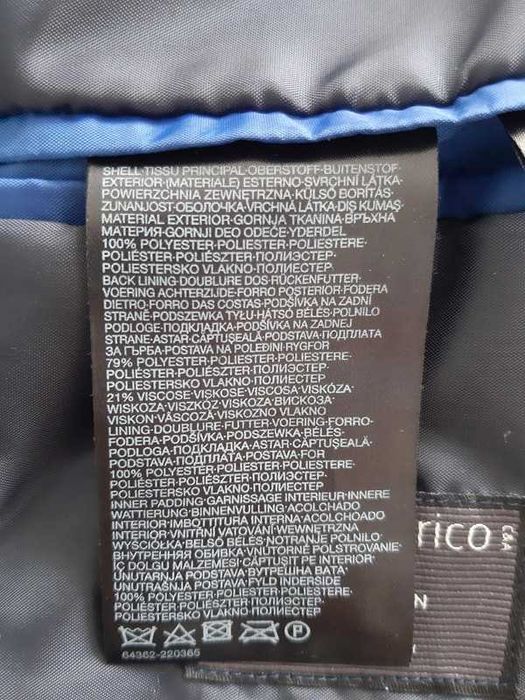 SHELL·TISSU PRINCIPAL·OBERSTOFF·BUITENSTOF·
EXTERIOR·(MATERIALE) ESTERNO·SVRCHNÍ LÁTKA·
POWIERZCHNIA ZEWNĘTRZNA·KÜLSŐ BORÍTÁS·
ZUNANJOST·ОБОЛОЧКА·VRCHNÁ LÁTKA·DIŞ KUMAŞ·
MATERIAL EXTERIOR·GORNJA TKANINA·ВРЪХНА
МАТЕРИЯ·GORNJI DEO ODEĆE·YDERDEL
100% POLYESTER·POLIESTER·POLIESTERE·
POLIÉSTER·POLIÉSZTER·ПОЛИЭСТЕР·
POLIESTERSKO VLAKNO·ПОЛИЕСТЕР
BACK LINING·DOUBLURE DOS·RÜCKENFUTTER·
VOERING ACHTERZIJDE·FORRO POSTERIOR·FODERA
DIETRO·FORRO DAS COSTAS·PODŠÍVKA NA ZADNÍ
STRANĚ·PODSZEWKA TYŁU·HÁTSÓ BÉLÉS·POLNILO
PODLOGE·ПОДКЛАДКА·PODŠÍVKA NA ZADNEJ
STRANE·ASTAR·CĂPTUŞEALĂ·PODSTAVA·ПОДПЛАТА
ЗА ГЪРБА·POSTAVA NA POLEĐINI·RYGFOR
79% POLYESTER·POLIESTER·POLIESTERE·
POLIÉSTER·POLIÉSZTER·ПОЛИЭСТЕР·
POLIESTERSKO VLAKNO·ПОЛИЕСТЕР
21% VISCOSE·VISKOSE·VISCOSA·VISKÓZA·
WISKOZA·VISZKÓZ·VISKOZA·ВИСКОЗА·
VISKON·VÂSCOZĂ·VISKOZNO VLAKNO
LINING·DOUBLURE·FUTTER·VOERING·FORRO·
FODERA·PODŠÍVKA·PODSZEWKA·BÉLÉS·
PODLOGA·ПОДКЛАДКА·ASTAR·CĂPTUŞEALĂ·
PODSTAVA·ПОДПЛАТА·POSTAVA·FOR
100% POLYESTER·POLIESTER·POLIESTERE·
POLIÉSTER·POLIÉSZTER·ПОЛИЭСТЕР·
POLIESTERSKO VLAKNO·ПОЛИЕСТЕР
INNER PADDING·GARNISSAGE INTERIEUR·INNERE
WATTIERUNG·BINNENVULLING·ACOLCHADO
INTERIOR·IMBOTTITURA INTERNA·ACOLCHOADO
INTERIOR·VNITŘNÍ VATOVÁNÍ·WEWNĘTRZNA
WYŚCIÓŁKA·BELSŐ BÉLÉS·NOTRANJE POLNILO·
ВНУТРЕННЯЯ ОБИВКА·VNÚTORNÉ POLSTROVANIE·
İÇ DOLGU MALZEMESİ·CĂPTUŞEALĂ PE INTERIOR·
UNUTARNJA PODSTAVA·ВЪТРЕШНА ВАТА·
UNUTRAŠNJA POSTAVA·FYLD INDERSIDE
100% POLYESTER·POLIESTER·POLIESTERE·
POLIÉSTER·POLIÉSZTER·ПОЛИЭСТЕР·
POLIESTERSKO VLAKNO·ПОЛИЕСТЕР
P
64362-220365
rico
C&A
N